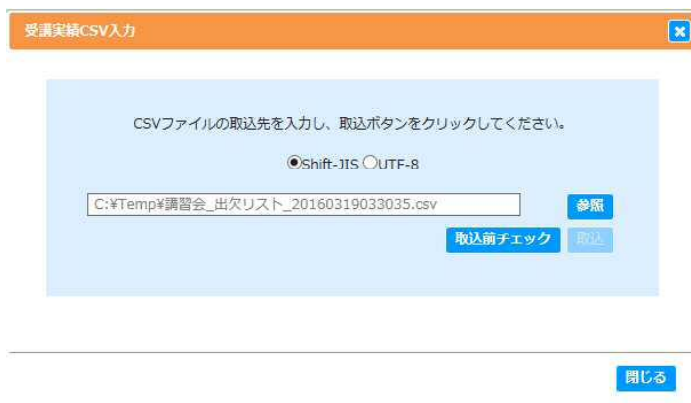 受講実績CSV入力
CSVファイルの取込先を入力し、取込ボタンをクリックしてください。
Shift-JIS UTF-8
C:¥Temp¥講習会_出欠リスト_20160319033035.csv 参照
取込前チェック 取込
閉じる